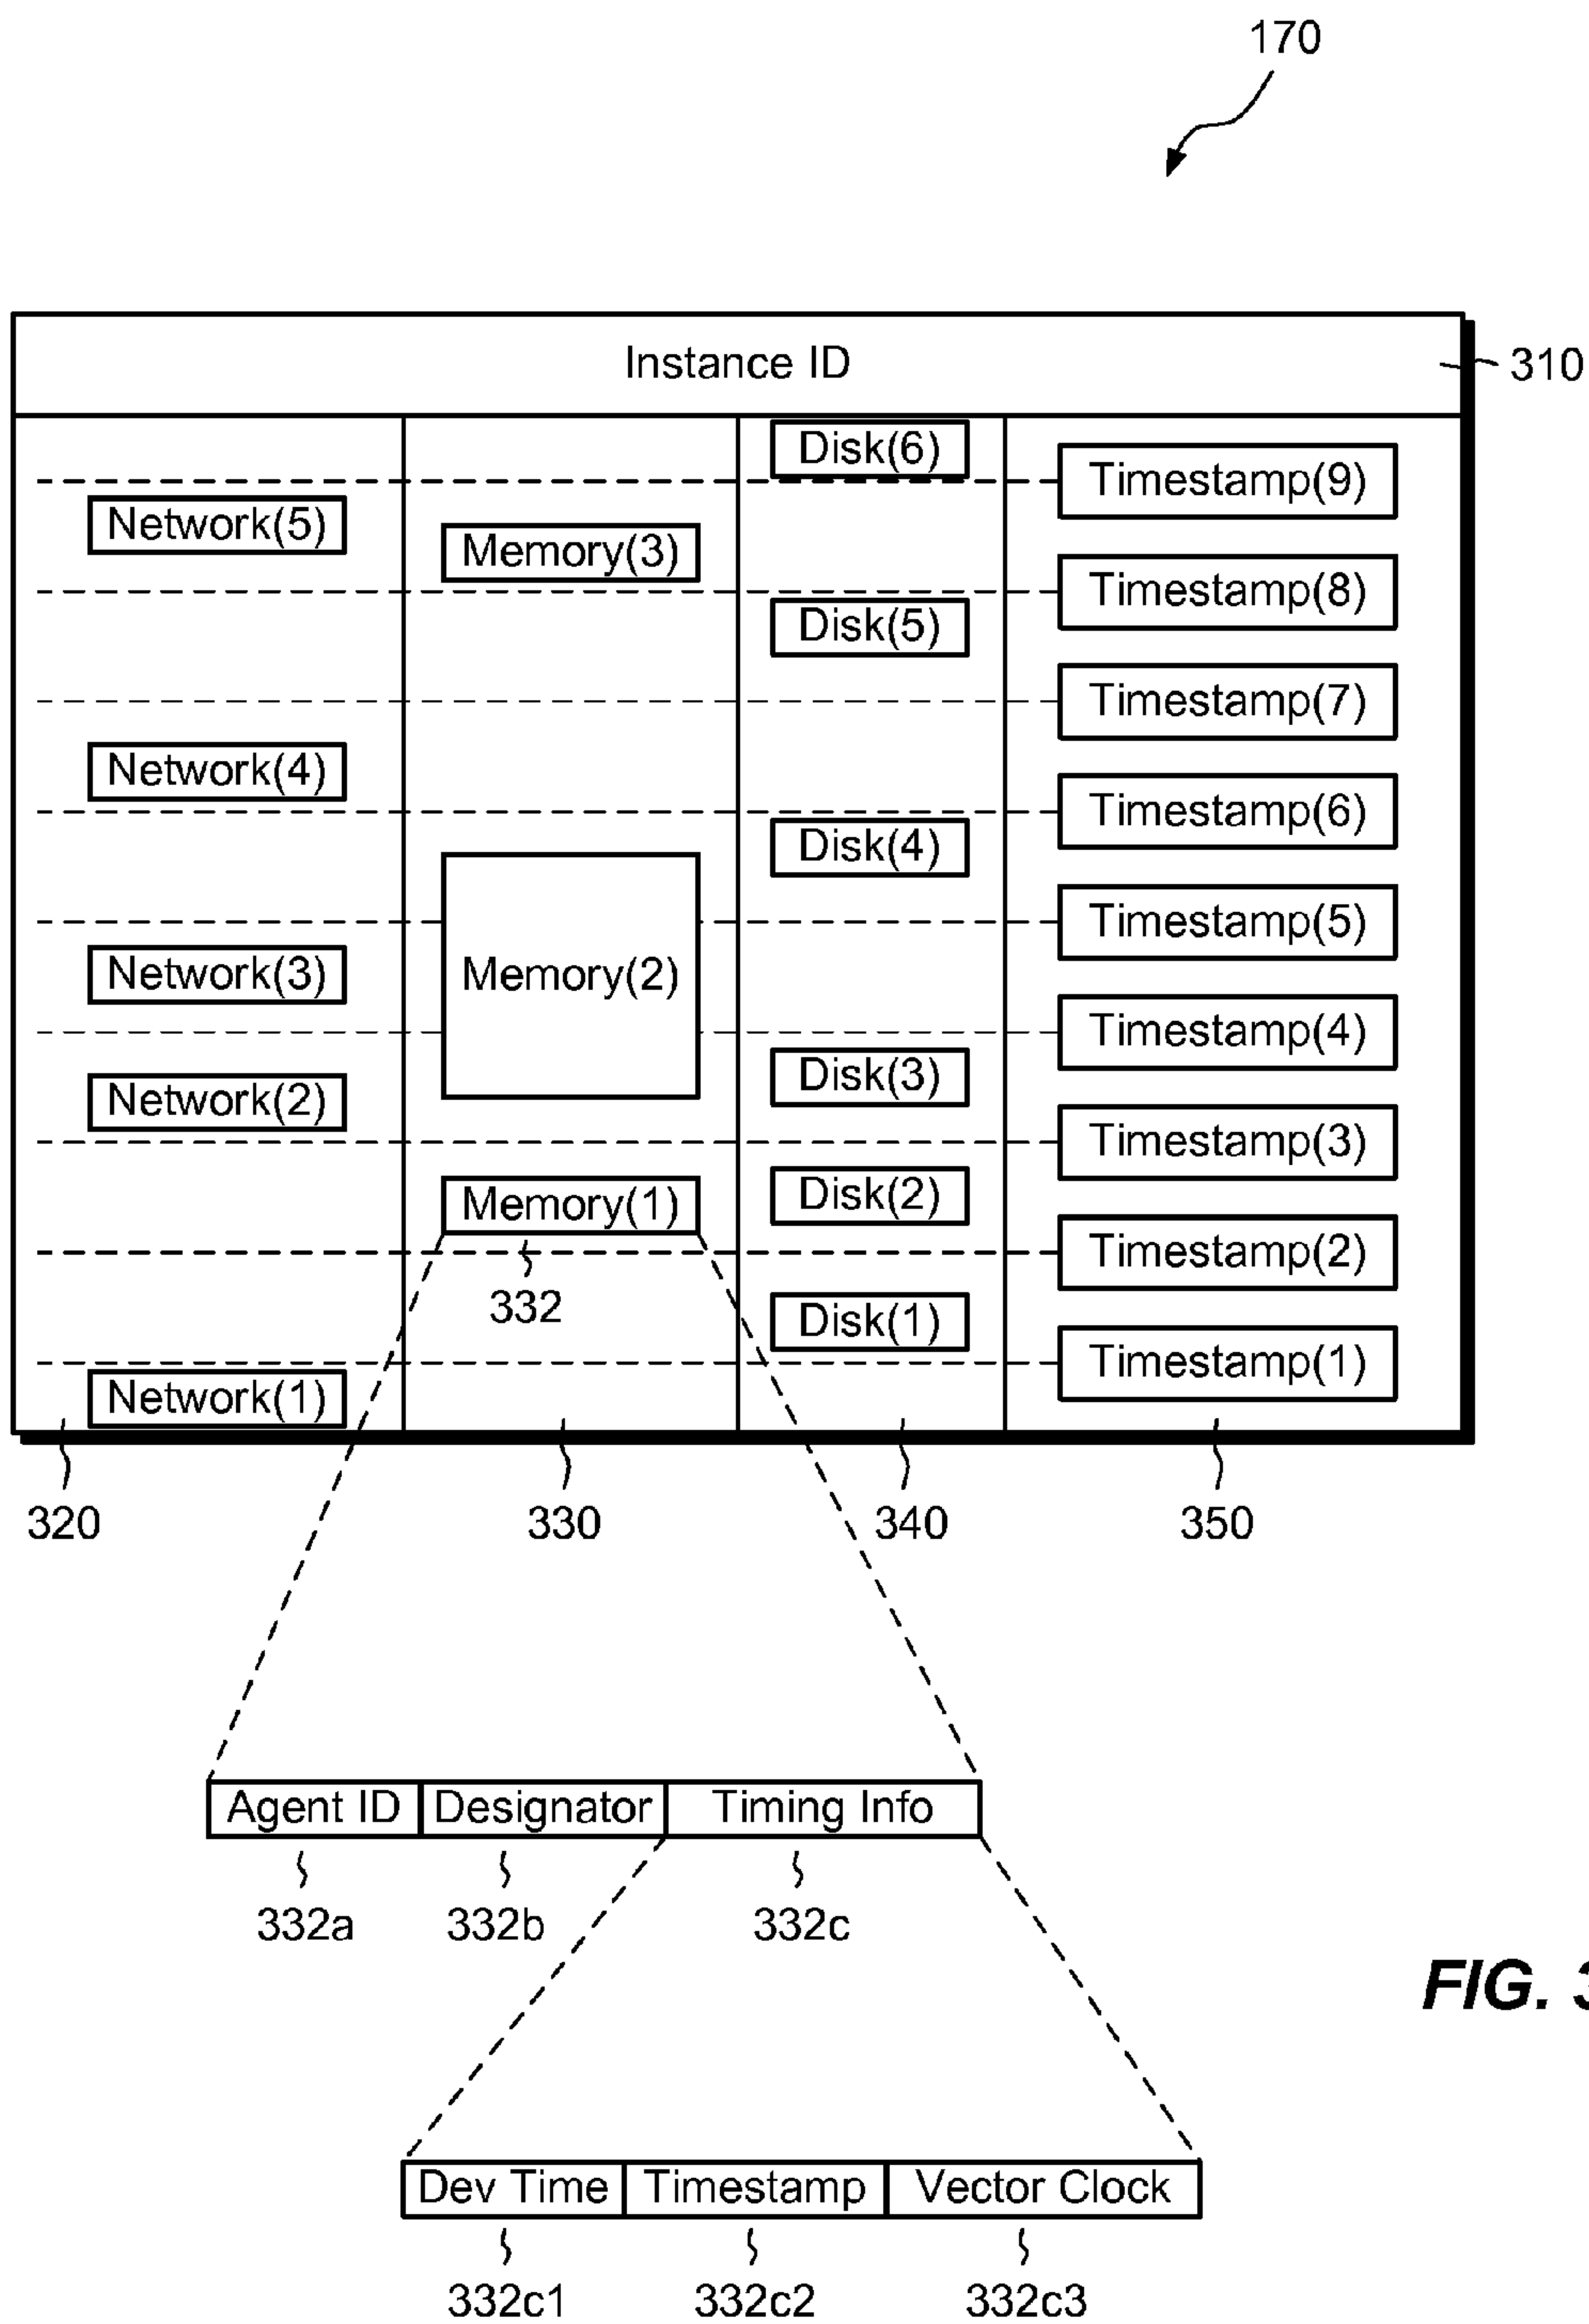 170
Instance ID
310
Disk(6)
Timestamp(9)
Network(5)
Memory(3)
Timestamp(8)
Disk(5)
Timestamp(7)
Network(4)
Timestamp(6)
Disk(4)
Timestamp(5)
Network(3)
Memory(2)
Timestamp(4)
Disk(3)
Network(2)
Timestamp(3)
Disk(2)
Memory(1)
Timestamp(2)
332
Disk(1)
Timestamp(1)
Network(1)
320
330
340
350
Agent ID
Designator
Timing Info
332a
332b
332c
FIG. 3
Dev Time
Timestamp
Vector Clock
332c1
332c2
332c3